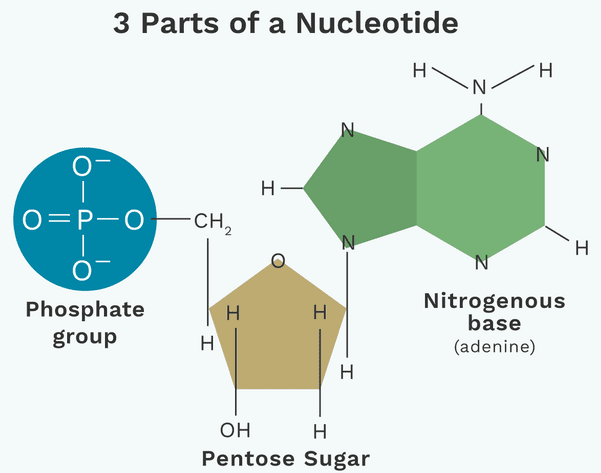 3 Parts of a Nucleotide
H
N
H
N
N
H
N
N
H
O⁻
O=P-O
O⁻
CH₂
O
H
H
H
H
OH
H
Phosphate
group
Nitrogenous
base
(adenine)
Pentose Sugar